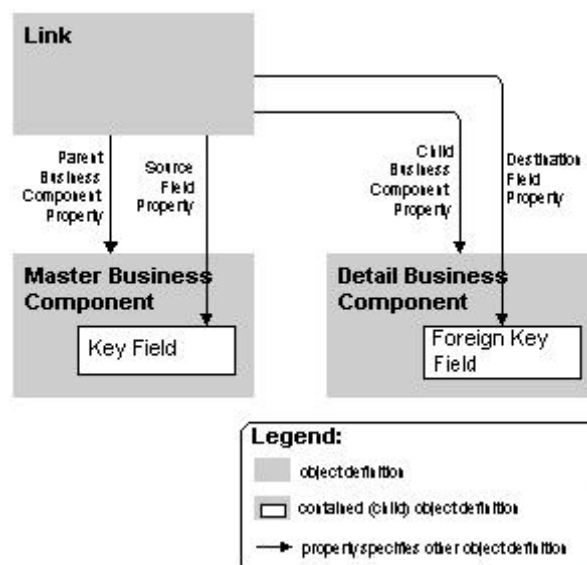 Link
Parent
Business
Component
Property
Source
Field
Property
Child
Business
Component
Property
Destination
Field
Property
Master Business
Component
Key Field
Detail Business
Component
Foreign Key
Field
Legend:
object definition
contained (child) object definition
property specifies other object definition